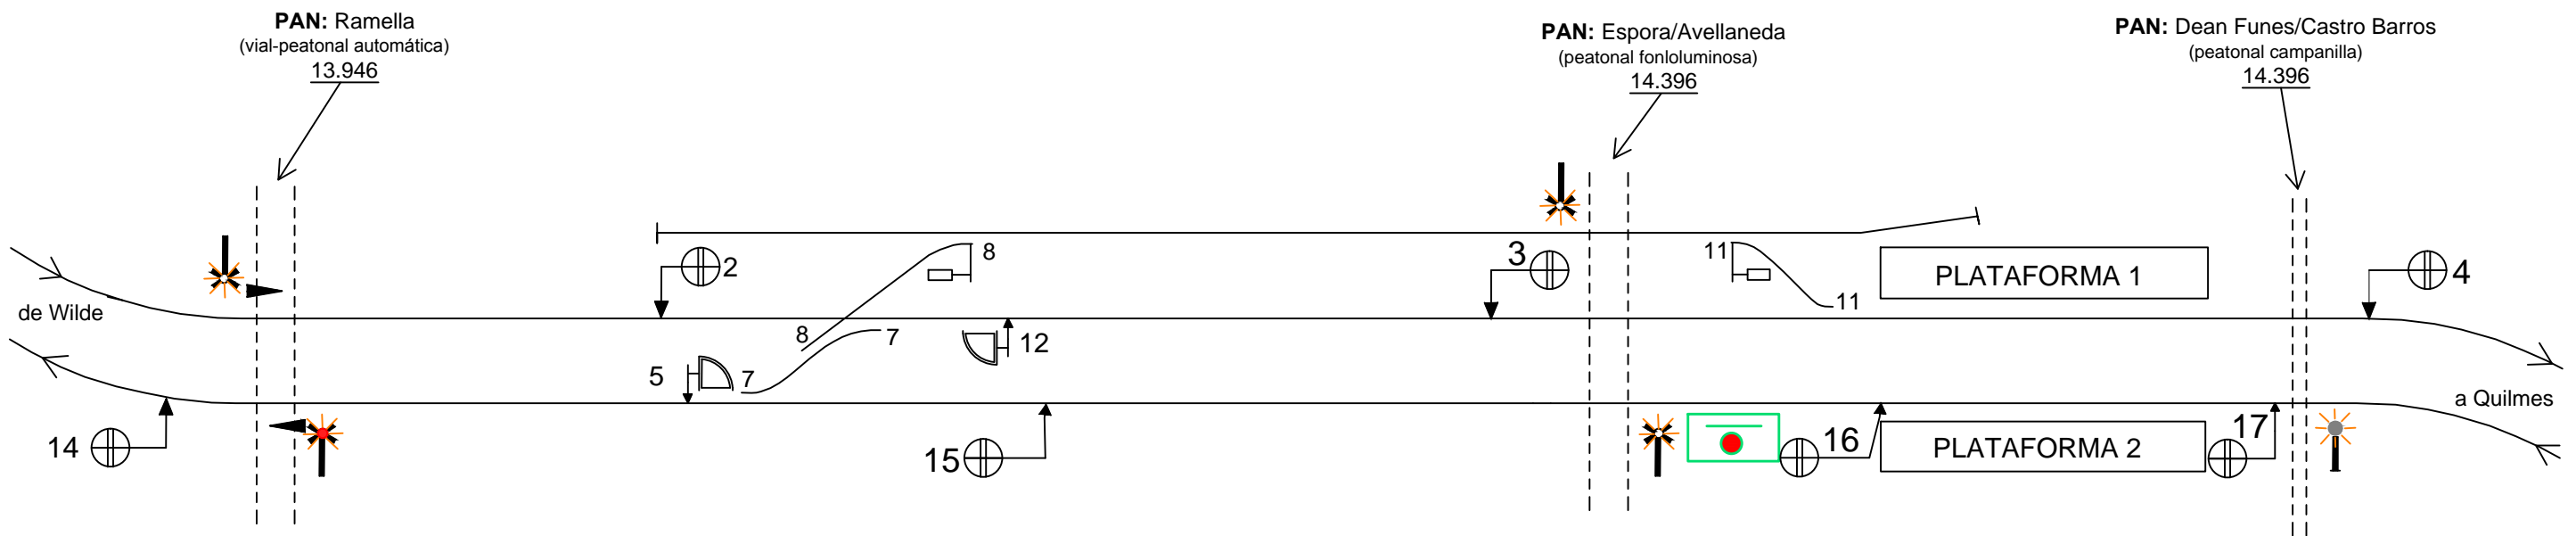 PAN: Ramella
(vial-peatonal automática)
13.946
PAN: Espora/Avellaneda
(peatonal fonloluminosa)
14.396
PAN: Dean Funes/Castro Barros
(peatonal campanilla)
14.396
2
8
3
11
PLATAFORMA 1
4
11
de Wilde
8
7
12
5
7
a Quilmes
14
15
16
PLATAFORMA 2
17